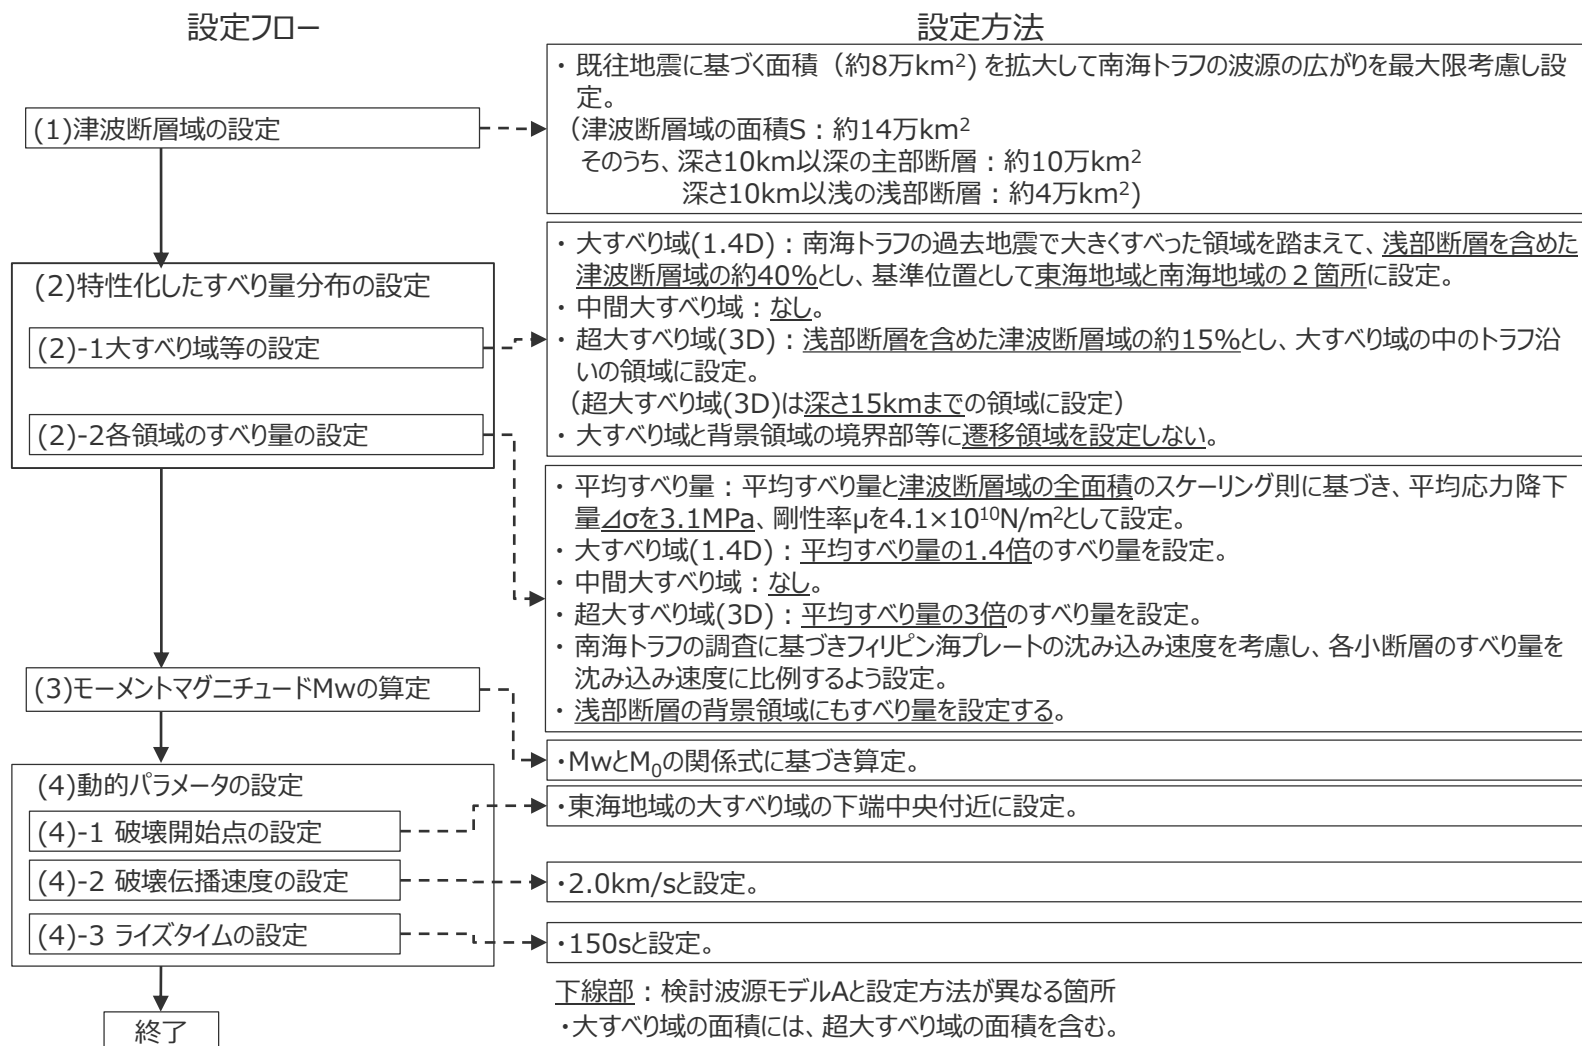 設定フロー
設定方法
(1)津波断層域の設定
・ 既往地震に基づく面積（約8万km²) を拡大して南海トラフの波源の広がりを最大限考慮し設
定。
（津波断層域の面積S：約14万km²
そのうち、深さ10km以深の主部断層：約10万km²
深さ10km以浅の浅部断層：約4万km²)
(2)特性化したすべり量分布の設定
(2)-1大すべり域等の設定
・ 大すべり域(1.4D)：南海トラフの過去地震で大きくすべった領域を踏まえて、浅部断層を含めた
津波断層域の約40%とし、基準位置として東海地域と南海地域の２箇所に設定。
・ 中間大すべり域：なし。
・ 超大すべり域(3D)：浅部断層を含めた津波断層域の約15%とし、大すべり域の中のトラフ沿
いの領域に設定。
（超大すべり域(3D)は深さ15kmまでの領域に設定）
・ 大すべり域と背景領域の境界部等に遷移領域を設定しない。
(2)-2各領域のすべり量の設定
・ 平均すべり量：平均すべり量と津波断層域の全面積のスケーリング則に基づき、平均応力降下
量⊿σを3.1MPa、剛性率μを4.1×10¹⁰N/m²として設定。
・ 大すべり域(1.4D)：平均すべり量の1.4倍のすべり量を設定。
・ 中間大すべり域：なし。
・ 超大すべり域(3D)：平均すべり量の3倍のすべり量を設定。
・ 南海トラフの調査に基づきフィリピン海プレートの沈み込み速度を考慮し、各小断層のすべり量を
沈み込み速度に比例するよう設定。
・ 浅部断層の背景領域にもすべり量を設定する。
(3)モーメントマグニチュードMwの算定
・MwとM₀の関係式に基づき算定。
(4)動的パラメータの設定
(4)-1 破壊開始点の設定
・東海地域の大すべり域の下端中央付近に設定。
(4)-2 破壊伝播速度の設定
・2.0km/sと設定。
(4)-3 ライズタイムの設定
・150sと設定。
終了
下線部：検討波源モデルAと設定方法が異なる箇所
・大すべり域の面積には、超大すべり域の面積を含む。